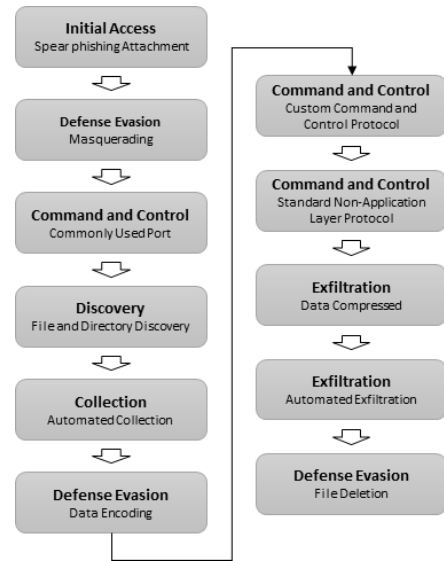 Initial Access
Spear phishing Attachment
Defense Evasion
Masquerading
Command and Control
Commonly Used Port
Discovery
File and Directory Discovery
Collection
Automated Collection
Defense Evasion
Data Encoding
Command and Control
Custom Command and
Control Protocol
Command and Control
Standard Non-Application
Layer Protocol
Exfiltration
Data Compressed
Exfiltration
Automated Exfiltration
Defense Evasion
File Deletion